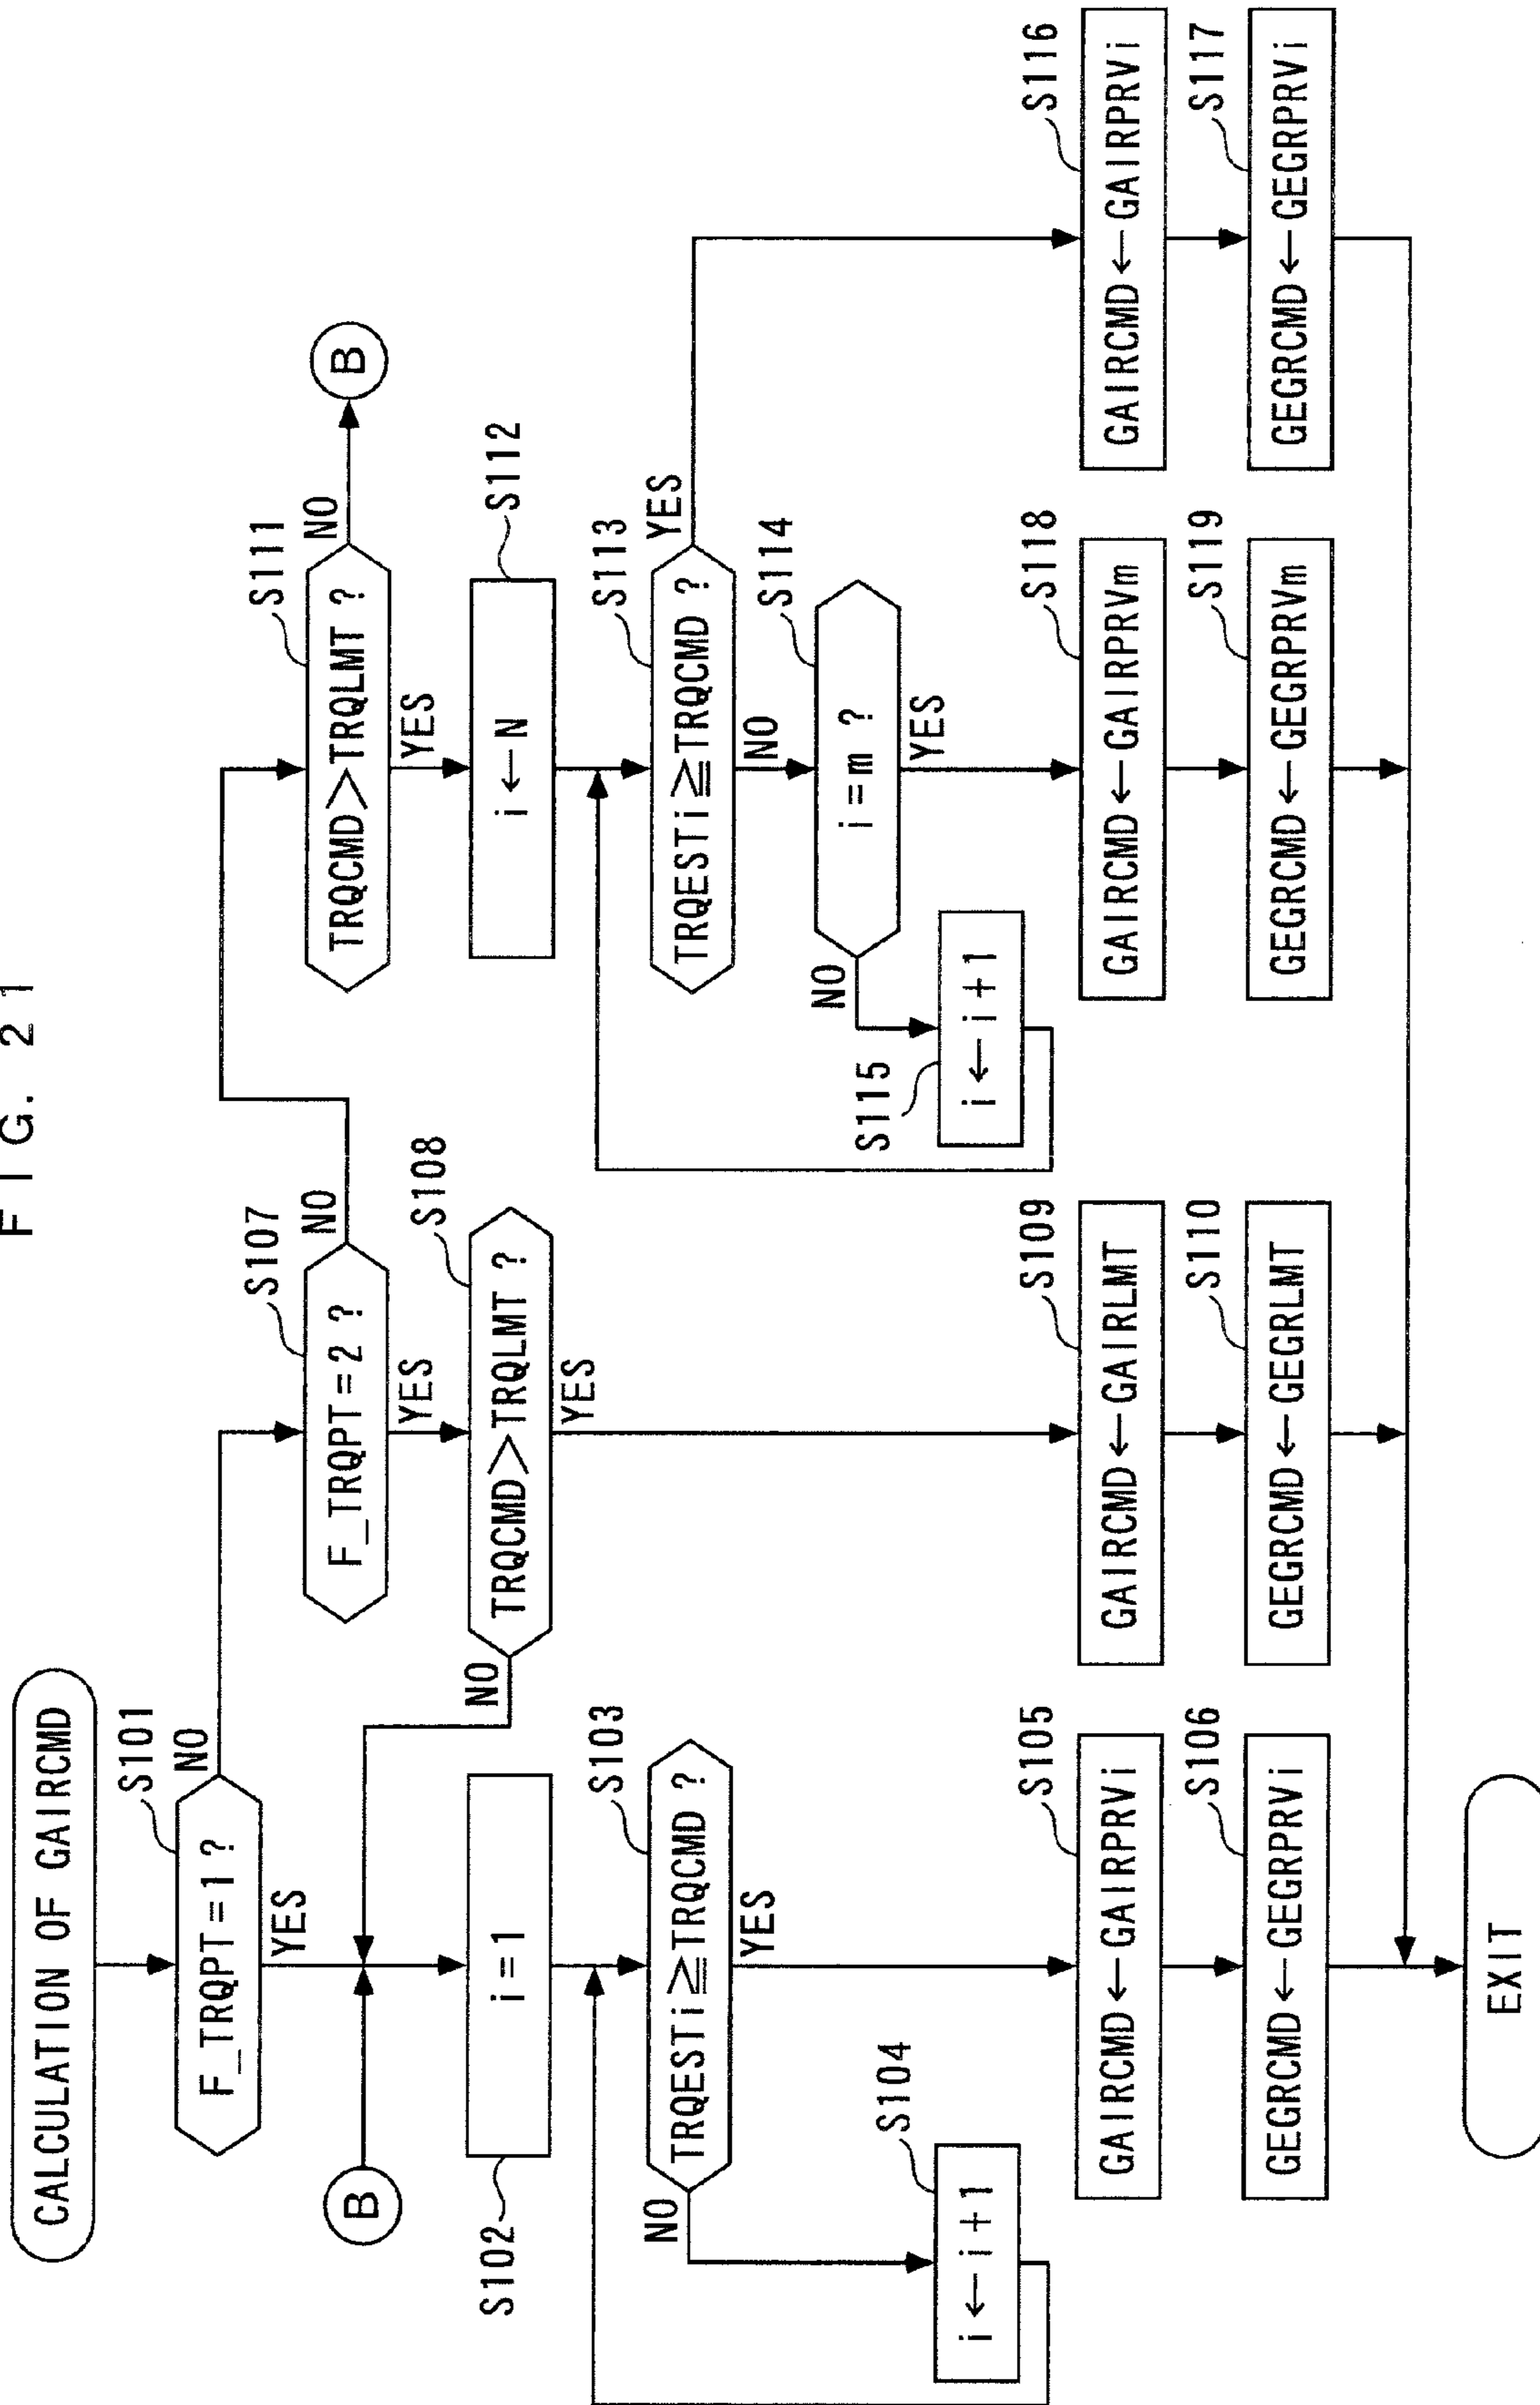 FIG. 21
CALCULATION OF GAIRCMD
S101
F_TRQPT=1 ?
NO
YES
B
S102
i=1
S103
TRQESTi≧TRQCMD ?
NO
YES
S104
i←i+1
S105
GAIRCMD←GAIRPRVi
S106
GEGRCMD←GEGRPRVi
EXIT
S107
F_TRQPT=2 ?
NO
YES
S108
TRQCMD>TRQLMT ?
NO
YES
S109
GAIRCMD←GAIRLMT
S110
GEGRCMD←GEGRLMT
S111
TRQCMD>TRQLMT ?
NO
B
YES
S112
i←N
S113
TRQESTi≧TRQCMD ?
YES
NO
S114
i=m ?
NO
YES
S115
i←i+1
S118
GAIRCMD←GAIRPRVm
S119
GEGRCMD←GEGRPRVm
S116
GAIRCMD←GAIRPRVi
S117
GEGRCMD←GEGRPRVi